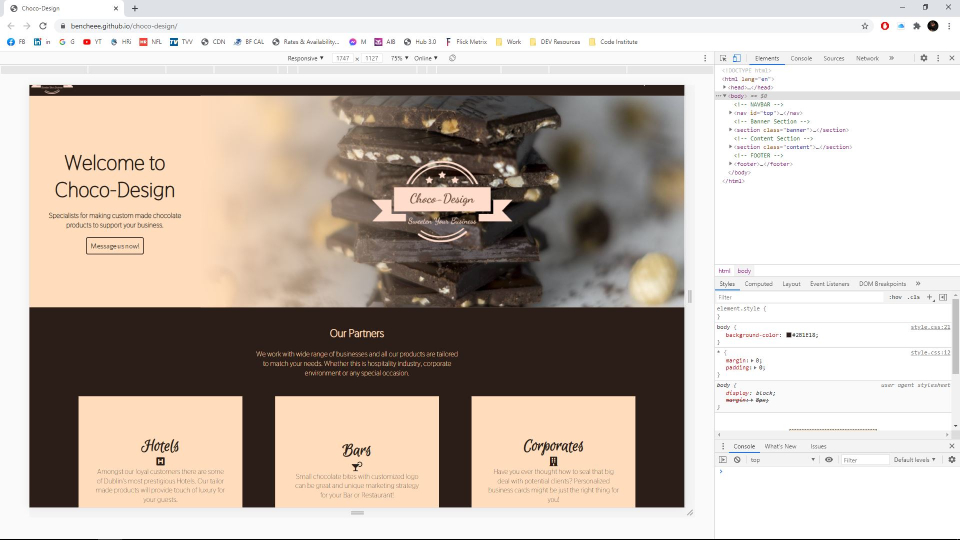 Choco-Design
bencheee.github.io/choco-design/
FB
in
G
YT
HRi
NFL
TVV
CDN
BF CAL
Rates & Availability...
M
AIB
Hub 3.0
Flick Metrix
Work
DEV Resources
Code Institute
Responsive ▼ 1747 x 1127 75% ▼ Online ▼
Elements Console Sources Network »
<!DOCTYPE html>
<html lang="en">
<head>…</head>
<body> == $0
<!-- NAVBAR -->
<nav id="top">…</nav>
<!-- Banner Section -->
<section class="banner">…</section>
<!-- Content Section -->
<section class="content">…</section>
<!-- FOOTER -->
<footer>…</footer>
</body>
</html>
Welcome to
Choco-Design
Specialists for making custom made chocolate
products to support your business.
Message us now!
Choco-Design
Sweeten Your Business
Our Partners
We work with wide range of businesses and all our products are tailored
to match your needs. Whether this is hospitality industry, corporate
environment or any special occasion.
Hotels
Amongst our loyal customers there are some
of Dublin's most prestigious Hotels. Our tailor
made products will provide touch of luxury for
your guests.
Bars
Small chocolate bites with customized logo
can be great and unique marketing strategy
for your Bar or Restaurant!
Corporates
Have you ever thought how to seal that big
deal with potential clients? Personalized
business cards might be just the right thing for
you!
html body
Styles Computed Layout Event Listeners DOM Breakpoints »
Filter :hov .cls +
element.style {
}
body { style.css:21
background-color: #2B1E18;
}
* { style.css:12
margin: 0;
padding: 0;
}
body { user agent stylesheet
display: block;
margin: 8px;
}
Console What's New Issues
top Filter Default levels ▼